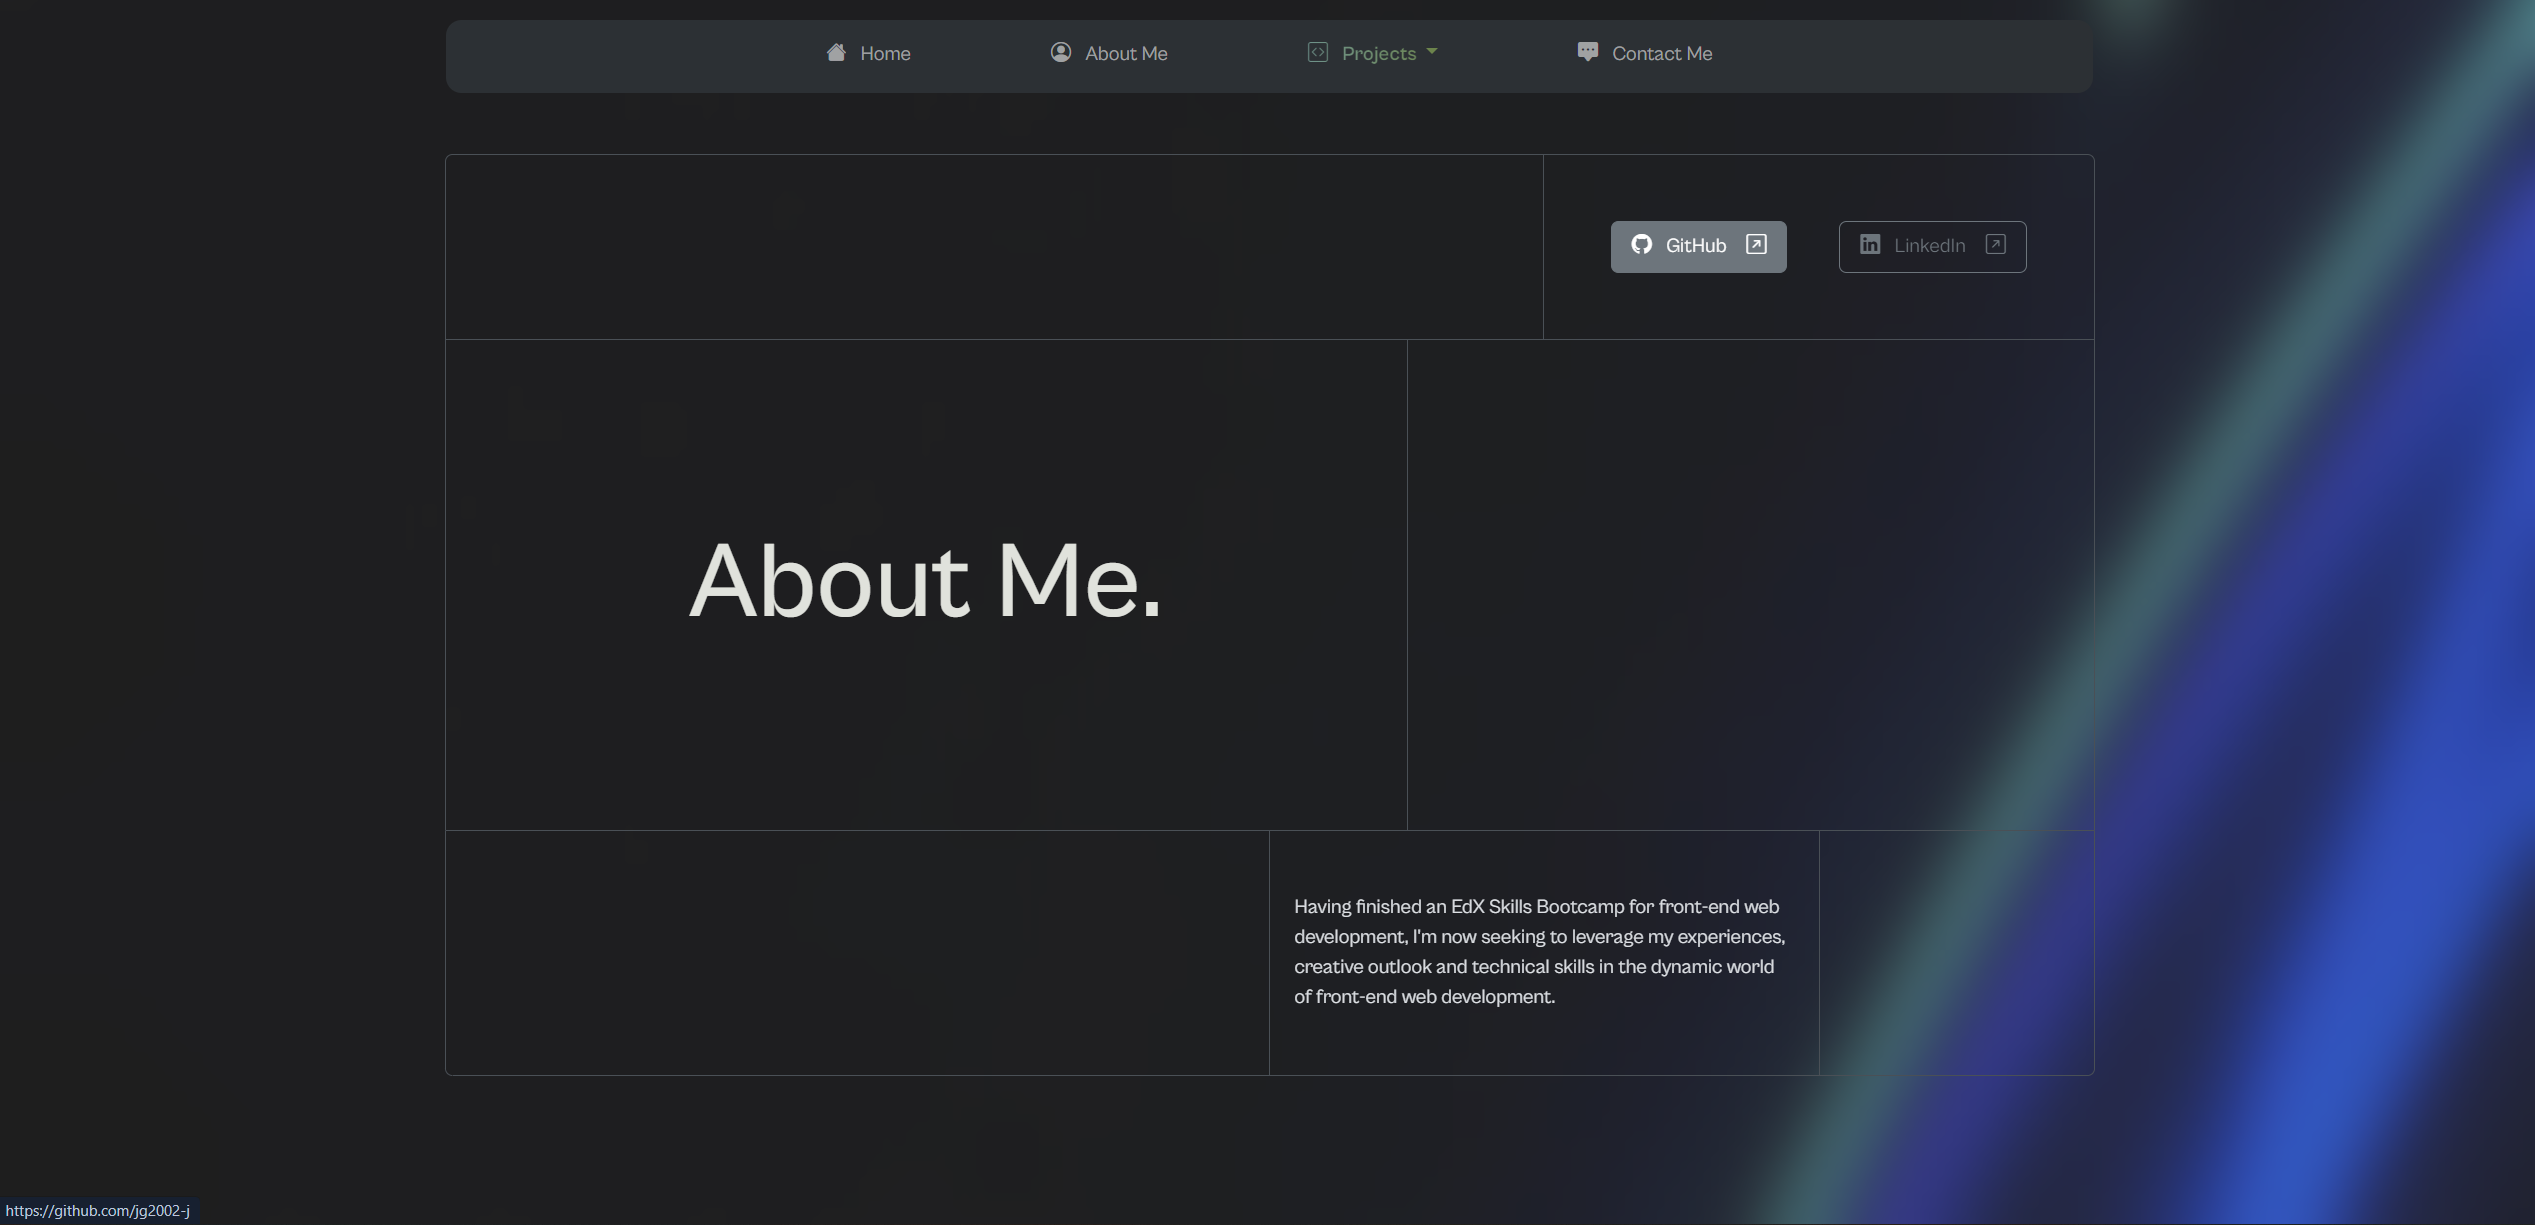 Home
About Me
Projects
Contact Me
GitHub
LinkedIn
About Me.
Having finished an EdX Skills Bootcamp for front-end web
development, I'm now seeking to leverage my experiences,
creative outlook and technical skills in the dynamic world
of front-end web development.
https://github.com/jg2002-j